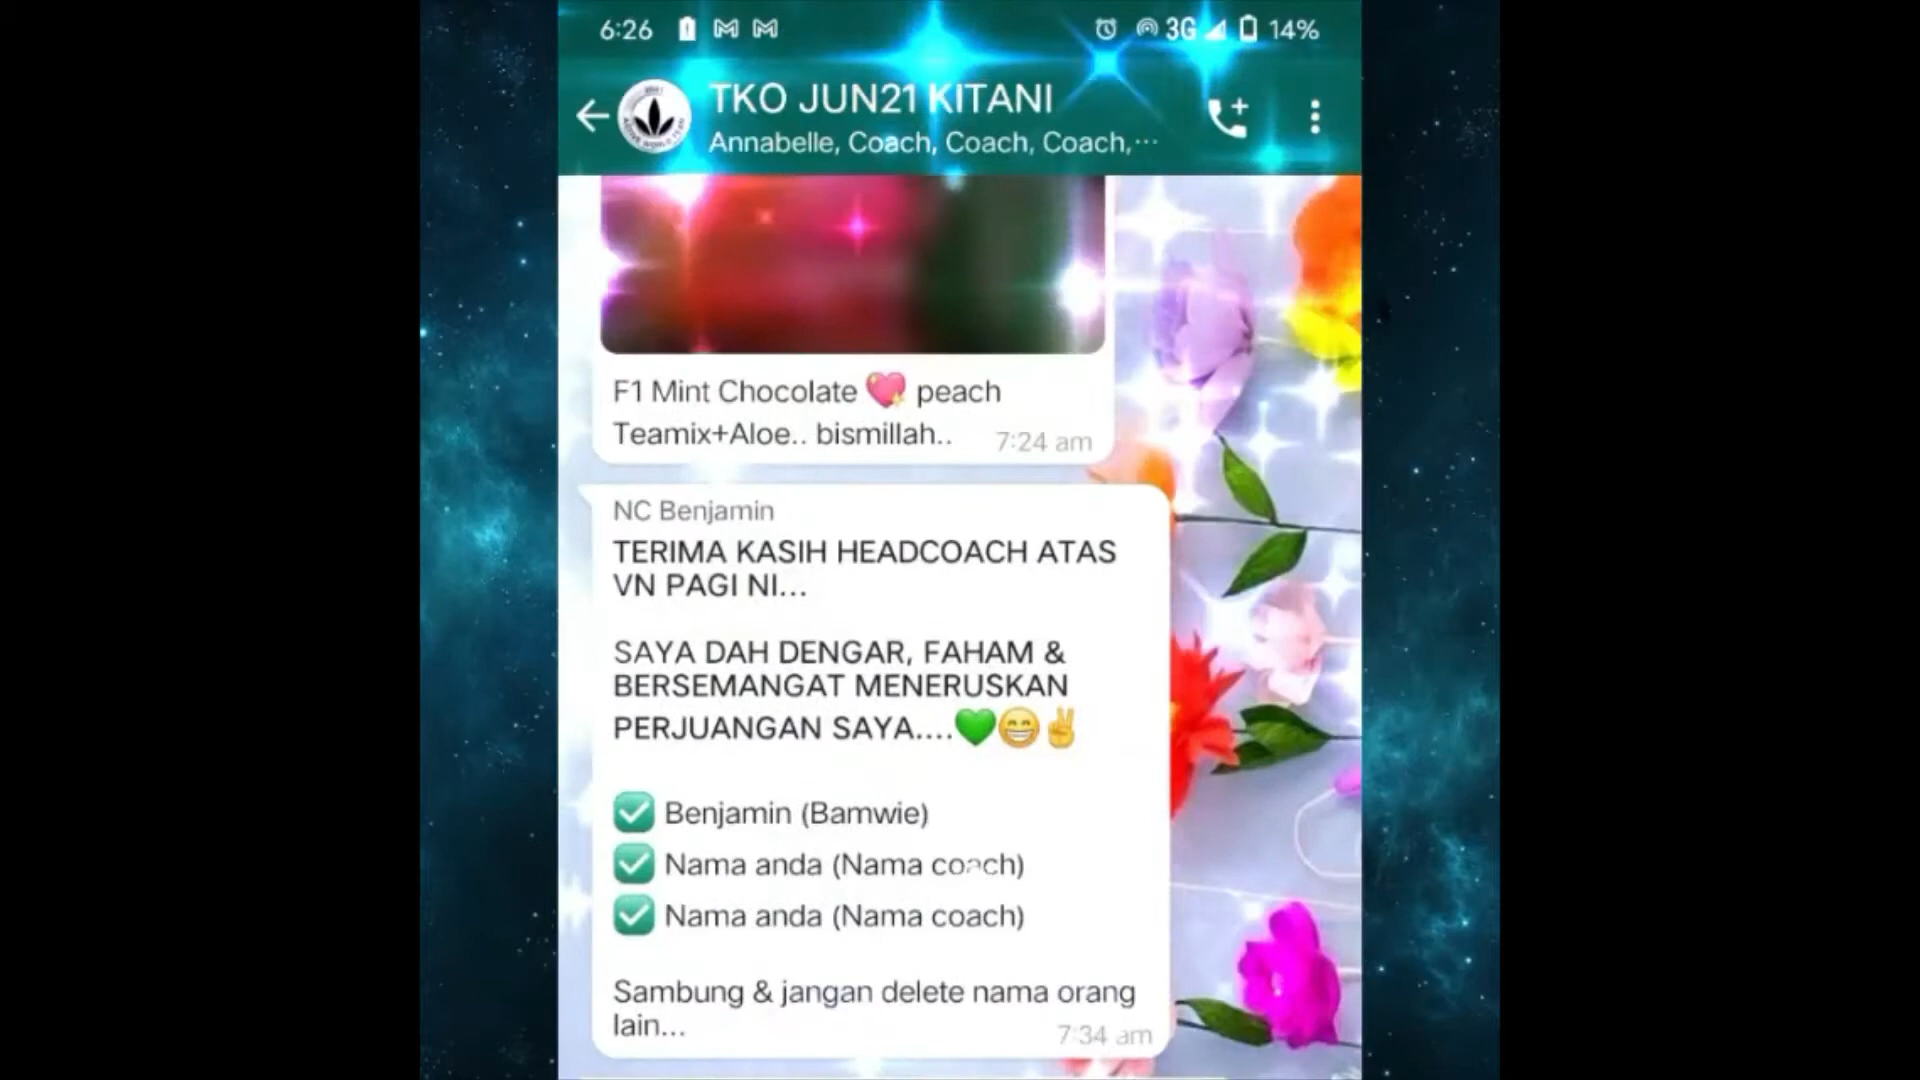 6:26
3G 14%
TKO JUN21 KITANI
Annabelle, Coach, Coach, Coach,...
F1 Mint Chocolate 💖 peach
Teamix+Aloe.. bismillah..
7:24 am
NC Benjamin
TERIMA KASIH HEADCOACH ATAS
VN PAGI NI...
SAYA DAH DENGAR, FAHAM &
BERSEMANGAT MENERUSKAN
PERJUANGAN SAYA....💚😁✌
✅ Benjamin (Bamwie)
✅ Nama anda (Nama coach)
✅ Nama anda (Nama coach)
Sambung & jangan delete nama orang
lain...
7:34 am